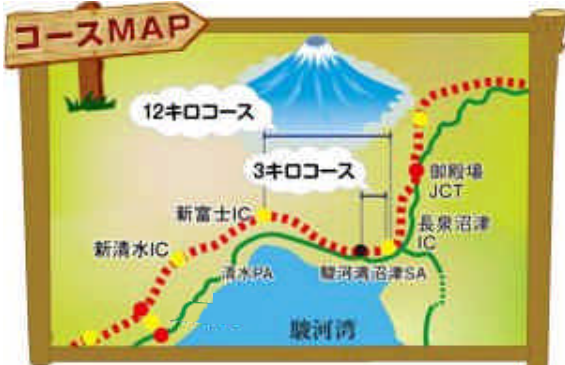 コースMAP
12キロコース
3キロコース
御殿場
JCT
新富士IC
長泉沼津
IC
新清水IC
清水PA
駿河湾沼津SA
駿河湾